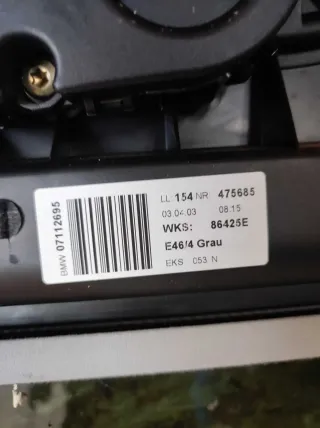 BMW 07112695
LL 154 NR 475685
03.04.03 08:15
WKS: 86425E
E46/4 Grau
EKS 053 N